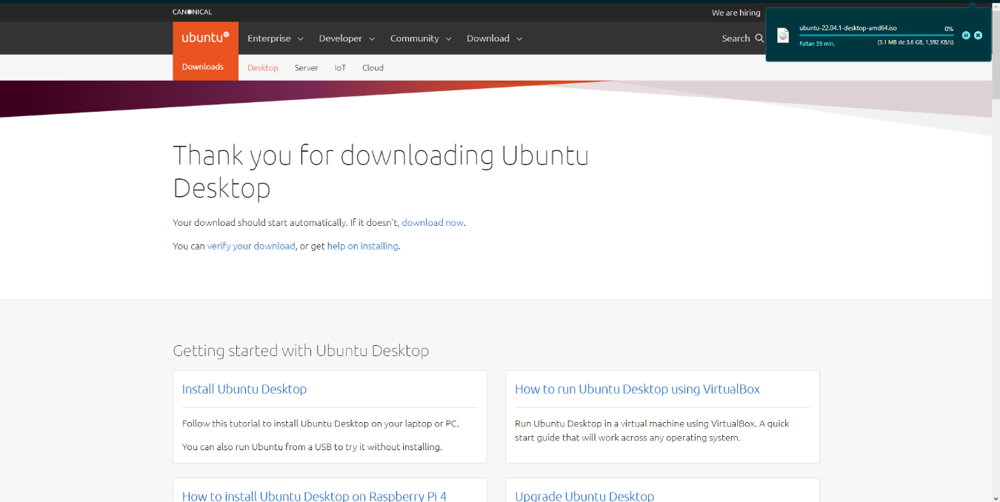 CANONICAL
We are hiring
ubuntu
Enterprise
Developer
Community
Download
Search
ubuntu-22.04.1-desktop-amd64.iso
0%
Faltan 39 min.
(3.1 MB de 3.6 GB, 1,592 KB/s)
Downloads
Desktop
Server
IoT
Cloud
Thank you for downloading Ubuntu
Desktop
Your download should start automatically. If it doesn't, download now.
You can verify your download, or get help on installing.
Getting started with Ubuntu Desktop
Install Ubuntu Desktop
Follow this tutorial to install Ubuntu Desktop on your laptop or PC.
You can also run Ubuntu from a USB to try it without installing.
How to run Ubuntu Desktop using VirtualBox
Run Ubuntu Desktop in a virtual machine using VirtualBox. A quick
start guide that will work across any operating system.
How to install Ubuntu Desktop on Raspberry Pi 4
Upgrade Ubuntu Desktop